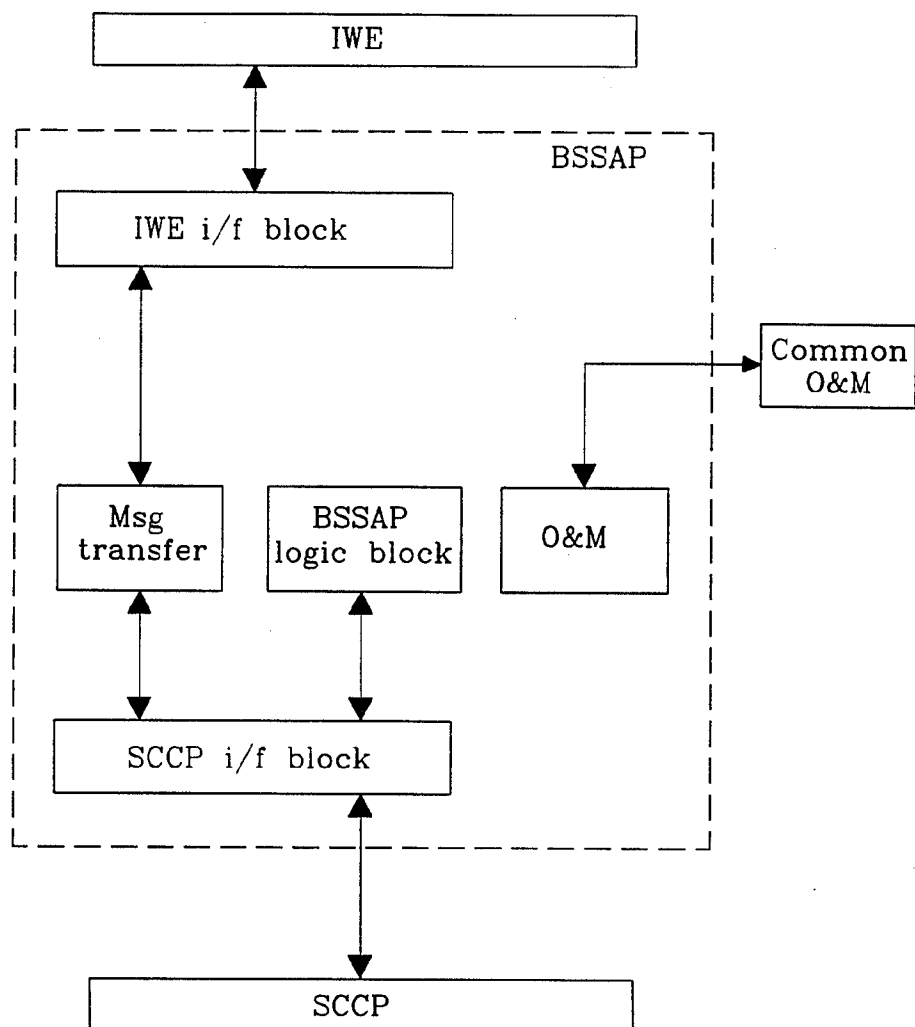 IWE
BSSAP
IWE i/f block
Common
O&M
Msg
transfer
BSSAP
logic block
O&M
SCCP i/f block
SCCP